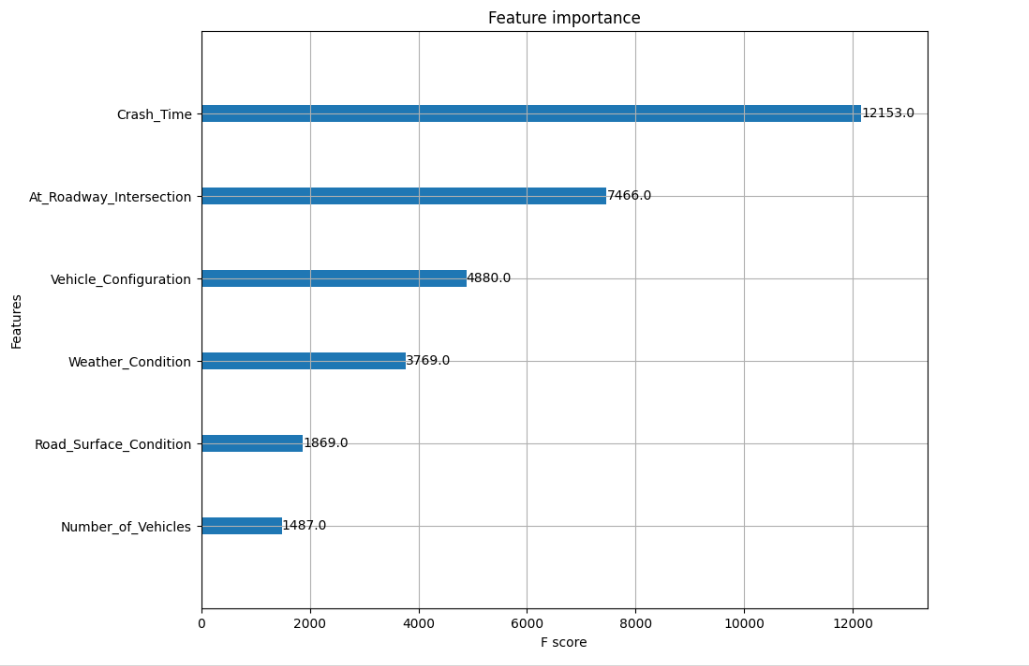 Feature importance
Features
Crash_Time
12153.0
At_Roadway_Intersection
7466.0
Vehicle_Configuration
4880.0
Weather_Condition
3769.0
Road_Surface_Condition
1869.0
Number_of_Vehicles
1487.0
0 2000 4000 6000 8000 10000 12000
F score